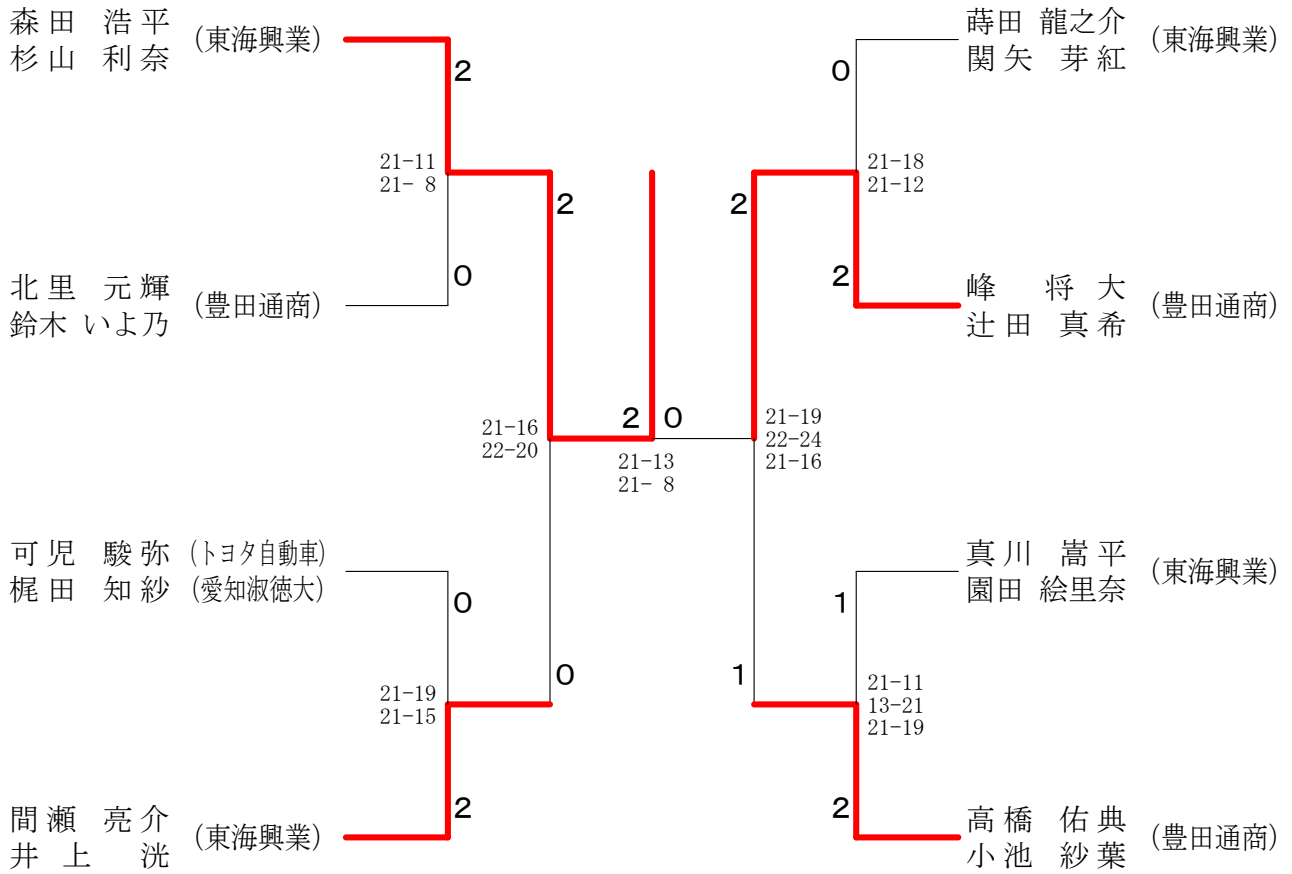 森田 浩平
杉山 利奈
(東海興業)
2
21-11
21- 8
0
北里 元輝
鈴木 いよ乃
(豊田通商)
2
21-16
22-20
0
可児 駿弥 (トヨタ自動車)
梶田 知紗 (愛知淑徳大)
0
21-19
21-15
2
間瀬 亮介
井上 洸
(東海興業)
2 0
21-13
21- 8
蒔田 龍之介
関矢 芽紅
(東海興業)
0
21-18
21-12
2
峰 将大
辻田 真希
(豊田通商)
2
21-19
22-24
21-16
1
真川 嵩平
園田 絵里奈
(東海興業)
1
21-11
13-21
21-19
2
高橋 佑典
小池 紗葉
(豊田通商)